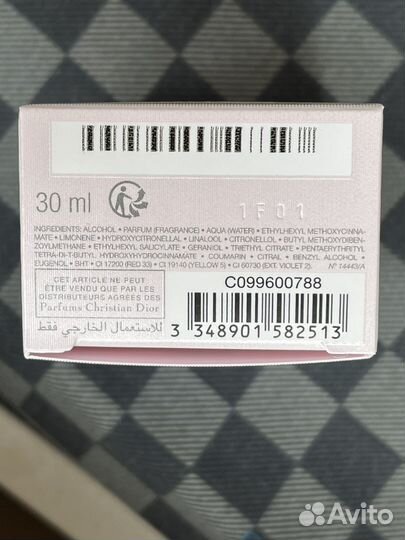 30 ml
1F01
INGREDIENTS: ALCOHOL • PARFUM (FRAGRANCE) • AQUA (WATER) • ETHYLHEXYL METHOXYCINNA-
MATE • LIMONENE • HYDROXYCITRONELLAL • LINALOOL • CITRONELLOL • BUTYL METHOXYDIBEN-
ZOYLMETHANE • ETHYLHEXYL SALICYLATE • GERANIOL • TRIETHYL CITRATE • PENTAERYTHRITYL
TETRA-DI-T-BUTYL HYDROXYHYDROCINNAMATE • COUMARIN • CITRAL • BENZYL ALCOHOL •
EUGENOL • BHT • CI 17200 (RED 33) • CI 19140 (YELLOW 5) • CI 60730 (EXT. VIOLET 2). N° 14443/A
CET ARTICLE NE PEUT
ÊTRE VENDU QUE PAR LES
DISTRIBUTEURS AGRÉÉS DES
Parfums Christian Dior
للاستعمال الخارجي فقط
C099600788
3 348901 582513
Avito